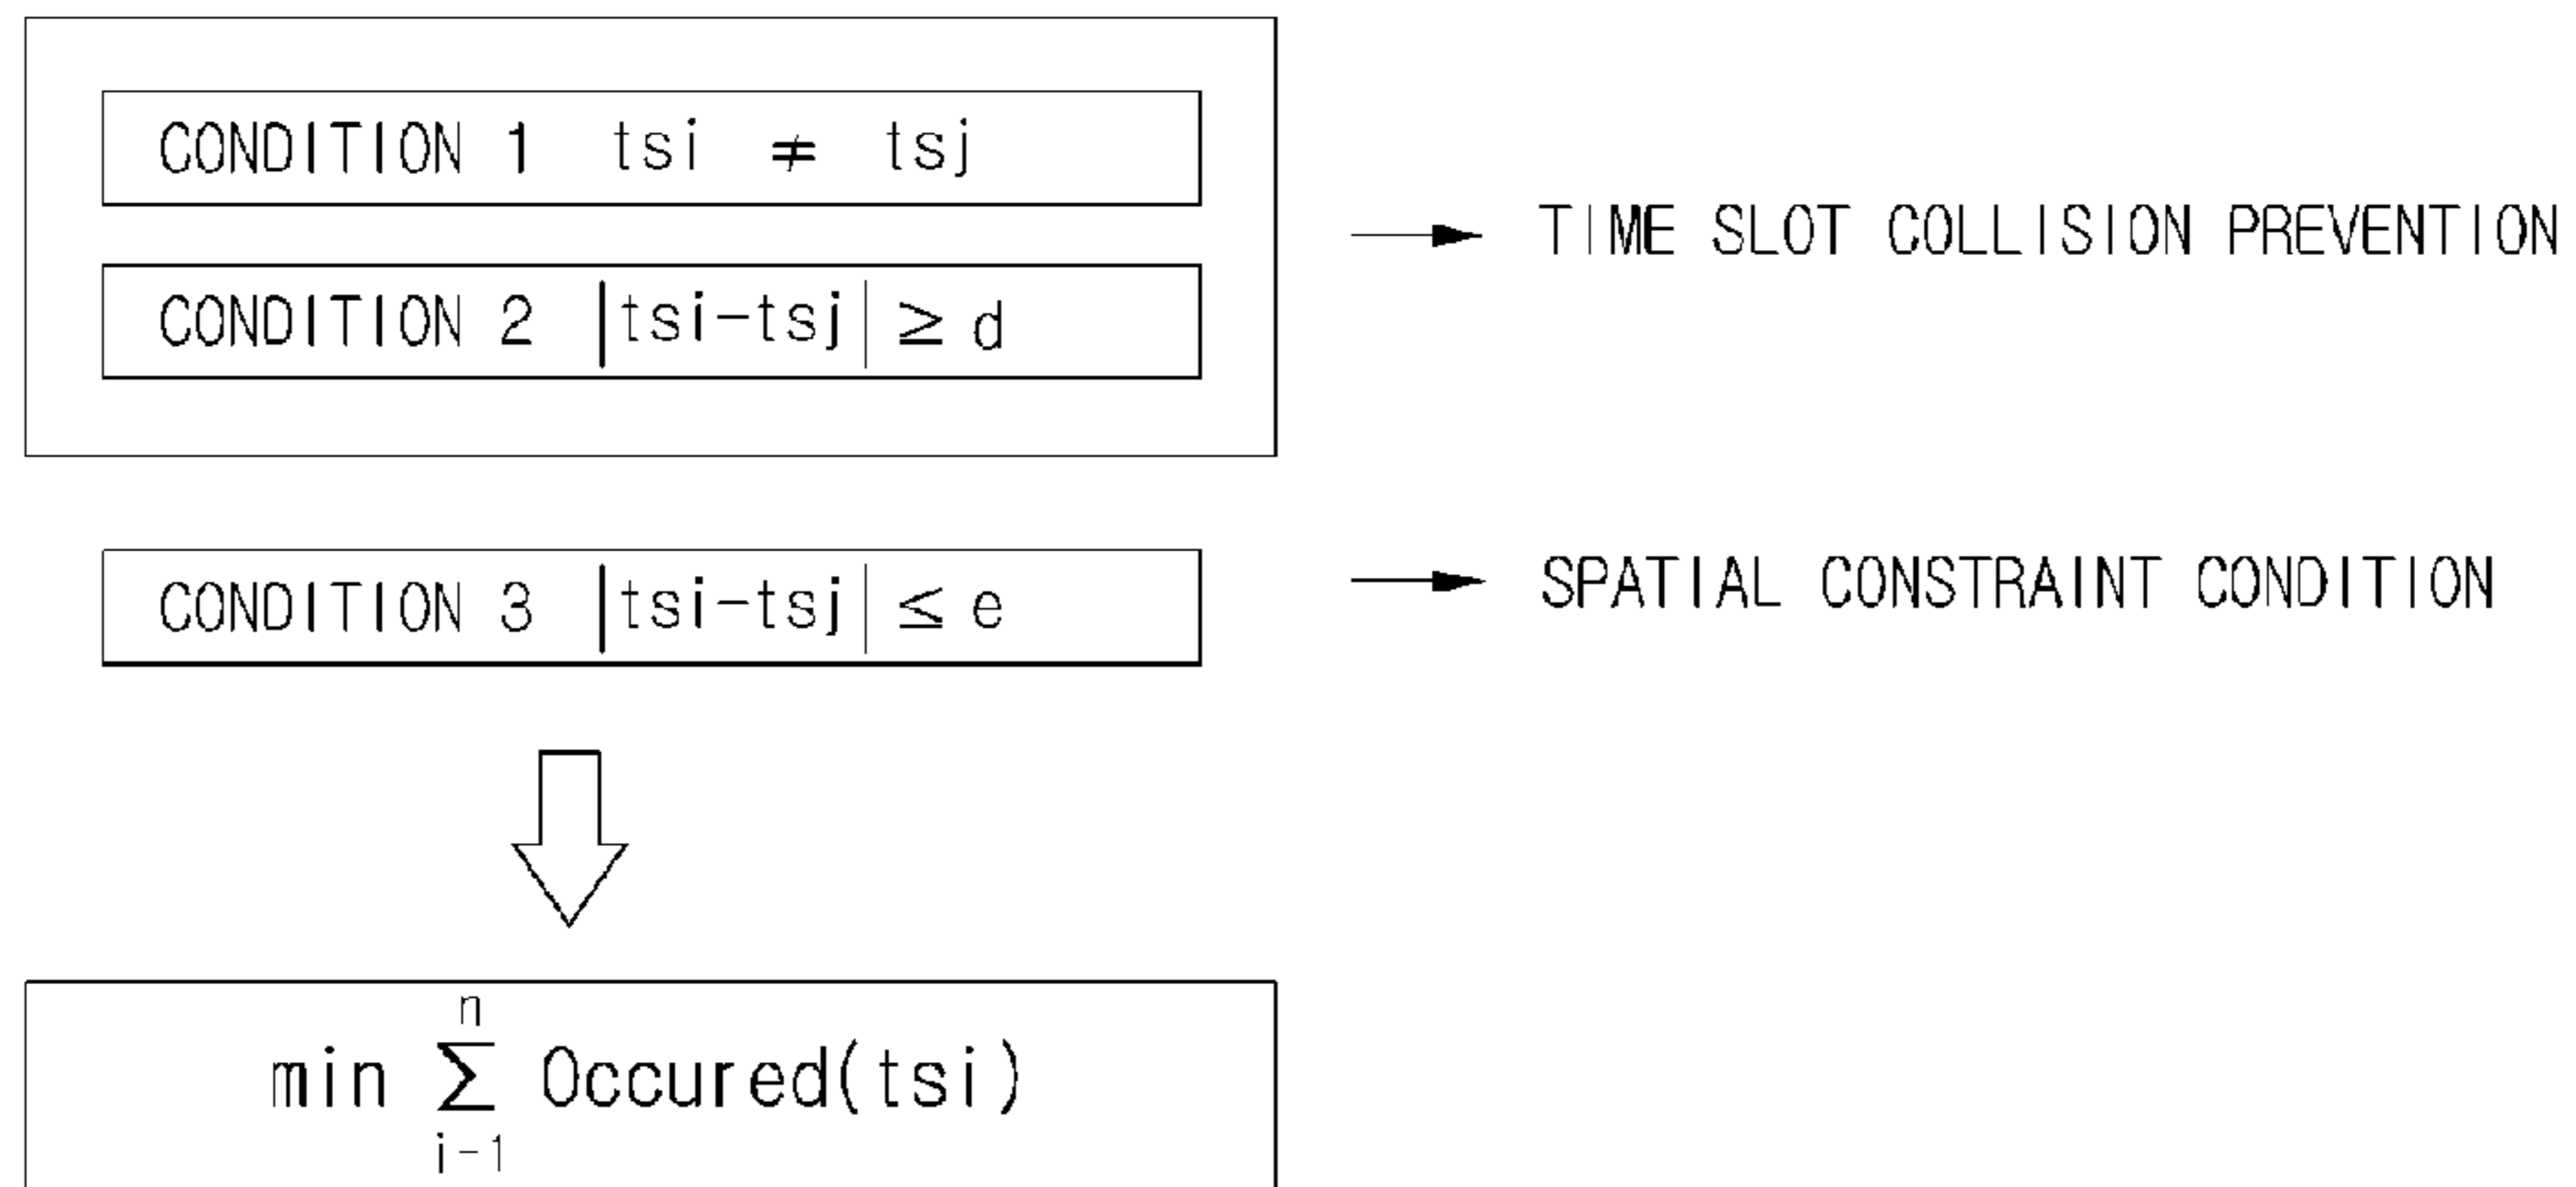 CONDITION 1 tsi ≠ tsj
CONDITION 2 |tsi-tsj| ≥ d
TIME SLOT COLLISION PREVENTION
CONDITION 3 |tsi-tsj| ≤ e
SPATIAL CONSTRAINT CONDITION
n
min ∑ Occured(tsi)
i-1